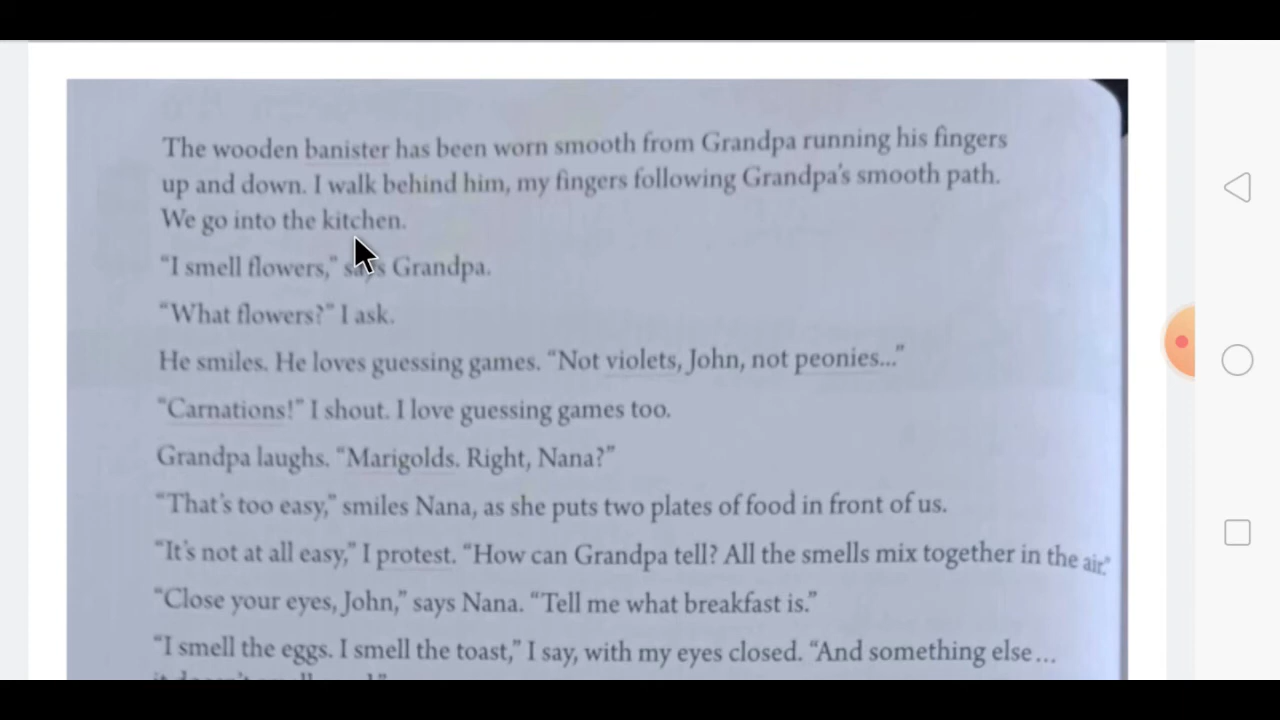 The wooden banister has been worn smooth from Grandpa running his fingers
up and down. I walk behind him, my fingers following Grandpa's smooth path.
We go into the kitchen.
“I smell flowers,” says Grandpa.
“What flowers?” I ask.
He smiles. He loves guessing games. “Not violets, John, not peonies...”
“Carnations!” I shout. I love guessing games too.
Grandpa laughs. “Marigolds. Right, Nana?”
“That's too easy,” smiles Nana, as she puts two plates of food in front of us.
“It's not at all easy,” I protest. “How can Grandpa tell? All the smells mix together in the air.”
“Close your eyes, John,” says Nana. “Tell me what breakfast is.”
“I smell the eggs. I smell the toast,” I say, with my eyes closed. “And something else...